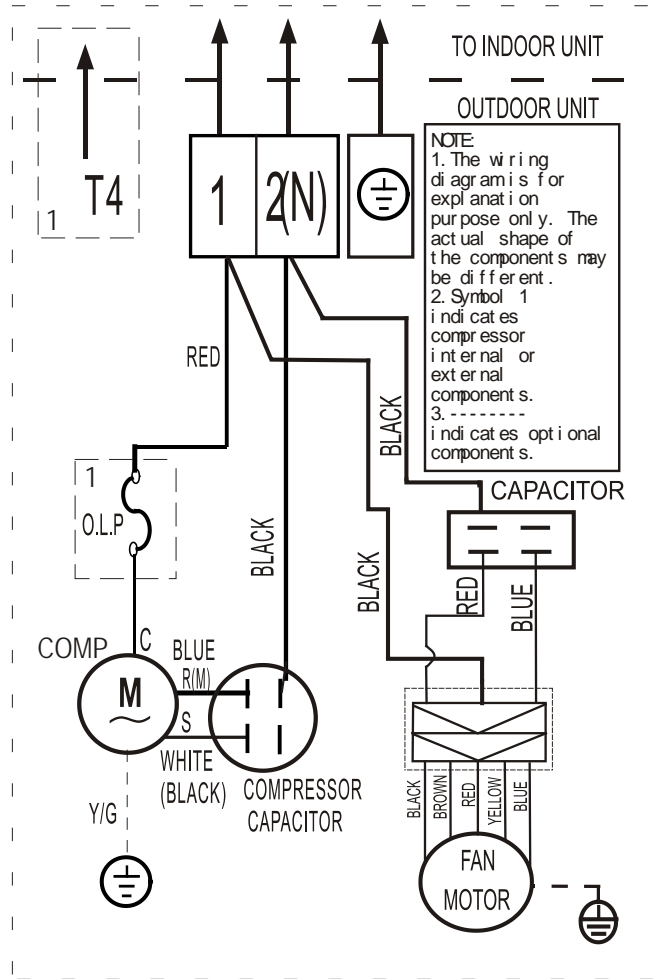 TO INDOOR UNIT
OUTDOOR UNIT
T4
1
1
2(N)
NOTE:
1. The wiring
diagram is for
explanation
purpose only. The
actual shape of
the components may
be different.
2. Symbol 1
indicates
compressor
internal or
external
components.
3. --------
indicates optional
components.
RED
BLACK
1
O.L.P
CAPACITOR
BLACK
BLACK
RED
BLUE
COMP
C
BLUE
R(M)
M
S
WHITE
(BLACK)
COMPRESSOR
CAPACITOR
Y/G
BLACK
BROWN
RED
YELLOW
BLUE
FAN
MOTOR